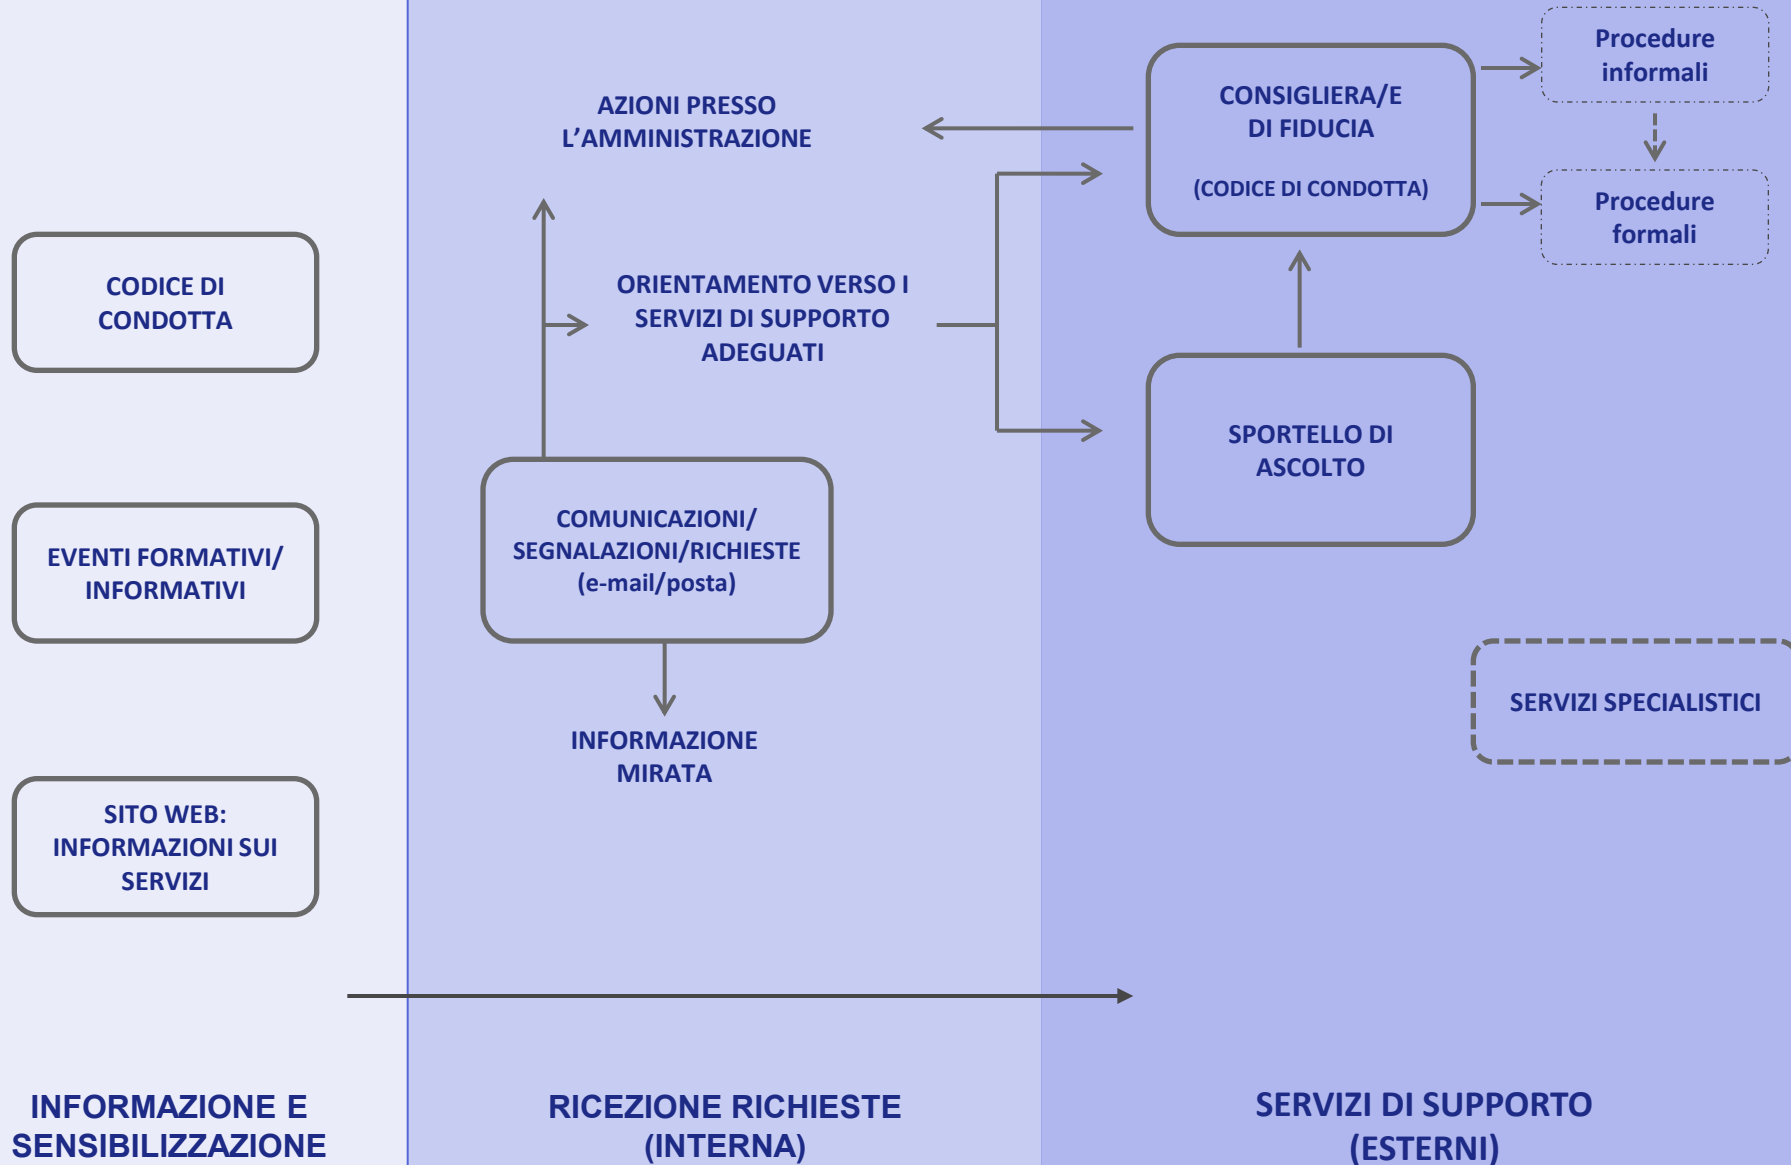 CODICE DI
CONDOTTA
EVENTI FORMATIVI/
INFORMATIVI
SITO WEB:
INFORMAZIONI SUI
SERVIZI
INFORMAZIONE E
SENSIBILIZZAZIONE
AZIONI PRESSO
L’AMMINISTRAZIONE
ORIENTAMENTO VERSO I
SERVIZI DI SUPPORTO
ADEGUATI
COMUNICAZIONI/
SEGNALAZIONI/RICHIESTE
(e-mail/posta)
INFORMAZIONE
MIRATA
RICEZIONE RICHIESTE
(INTERNA)
CONSIGLIERA/E
DI FIDUCIA
(CODICE DI CONDOTTA)
Procedure
informali
Procedure
formali
SPORTELLO DI
ASCOLTO
SERVIZI SPECIALISTICI
SERVIZI DI SUPPORTO
(ESTERNI)